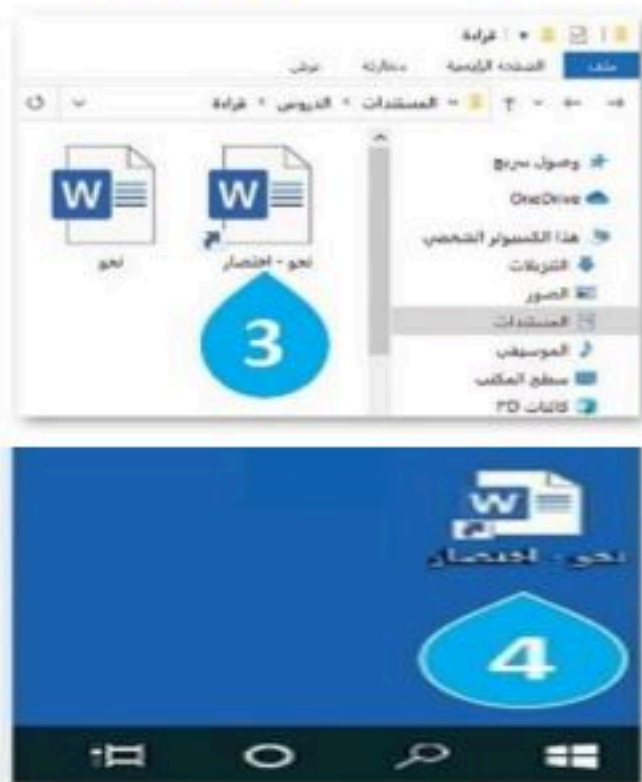 قراءة
ملف الصفحة الرئيسية مشاركة عرض
المستندات › الدروس › قراءة
وصول سريع
OneDrive
هذا الكمبيوتر الشخصي
التنزيلات
الصور
المستندات
الموسيقى
سطح المكتب
كائنات 3D
W
نحو - اختصار
W
نحو
3
W
نحو - اختصار
4